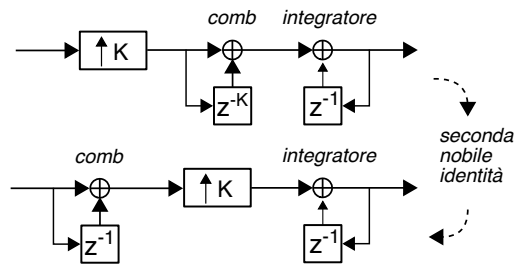 comb integratore
↑ K
z-K z-1
seconda
nobile
identità
comb integratore
↑ K
z-1 z-1